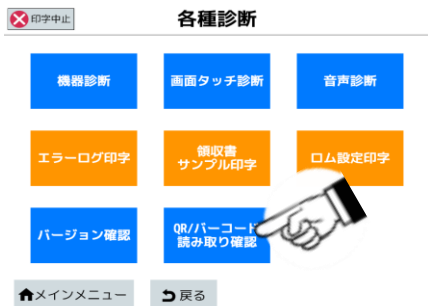 印字中止
各種診断
機器診断
画面タッチ診断
音声診断
エラーログ印字
領収書
サンプル印字
ロム設定印字
バージョン確認
QR/バーコード
読み取り確認
メインメニュー
戻る